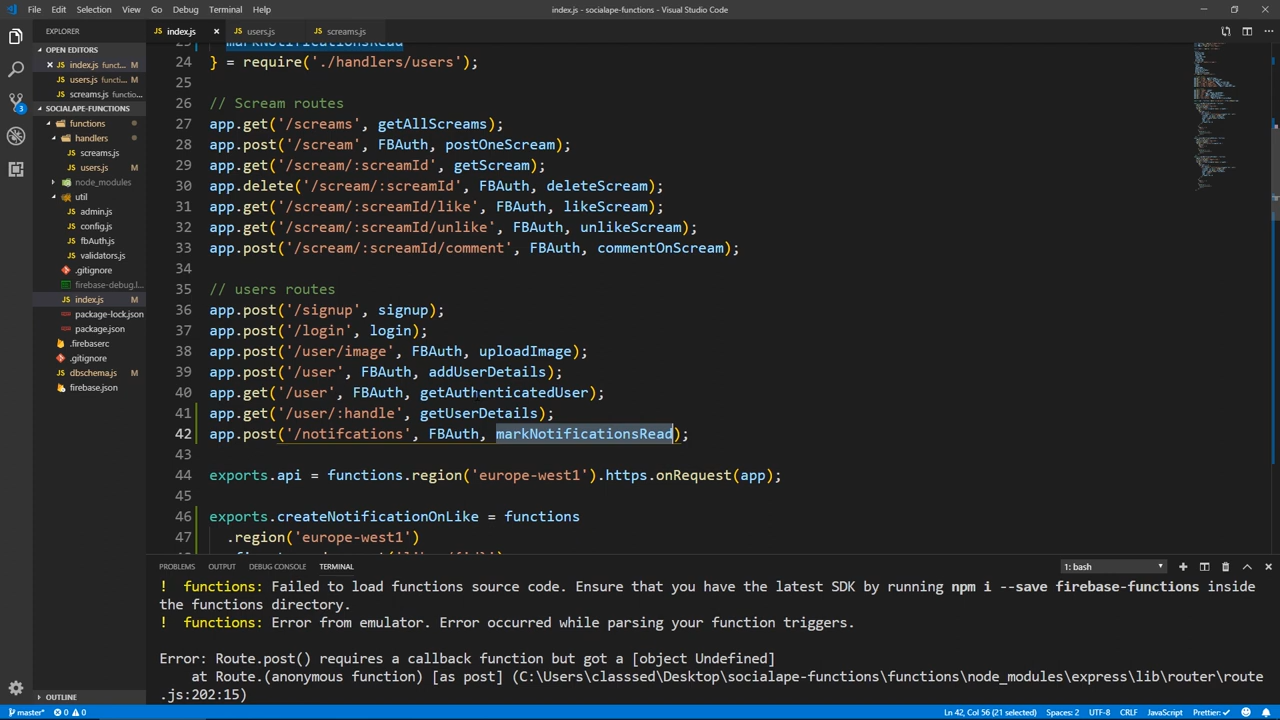 File Edit Selection View Go Debug Terminal Help
index.js - socialape-functions - Visual Studio Code
EXPLORER
index.js × users.js screams.js
OPEN EDITORS
× index.js functi... M
users.js functi... M
screams.js functio...
SOCIALAPE-FUNCTIONS
functions
handlers
screams.js
users.js M
node_modules
util
admin.js
config.js
fbAuth.js
validators.js
.gitignore
firebase-debug.l...
index.js M
package-lock.json
package.json
.firebaserc
.gitignore
dbschema.js M
firebase.json
OUTLINE
3
23 markNotificationsRead
24 } = require('./handlers/users');
25
26 // Scream routes
27 app.get('/screams', getAllScreams);
28 app.post('/scream', FBAuth, postOneScream);
29 app.get('/scream/:screamId', getScream);
30 app.delete('/scream/:screamId', FBAuth, deleteScream);
31 app.get('/scream/:screamId/like', FBAuth, likeScream);
32 app.get('/scream/:screamId/unlike', FBAuth, unlikeScream);
33 app.post('/scream/:screamId/comment', FBAuth, commentOnScream);
34
35 // users routes
36 app.post('/signup', signup);
37 app.post('/login', login);
38 app.post('/user/image', FBAuth, uploadImage);
39 app.post('/user', FBAuth, addUserDetails);
40 app.get('/user', FBAuth, getAuthenticatedUser);
41 app.get('/user/:handle', getUserDetails);
42 app.post('/notifcations', FBAuth, markNotificationsRead);
43
44 exports.api = functions.region('europe-west1').https.onRequest(app);
45
46 exports.createNotificationOnLike = functions
47 .region('europe-west1')
PROBLEMS OUTPUT DEBUG CONSOLE TERMINAL 1: bash
! functions: Failed to load functions source code. Ensure that you have the latest SDK by running npm i --save firebase-functions inside
the functions directory.
! functions: Error from emulator. Error occurred while parsing your function triggers.
Error: Route.post() requires a callback function but got a [object Undefined]
at Route.(anonymous function) [as post] (C:\Users\classsed\Desktop\socialape-functions\functions\node_modules\express\lib\router\route
.js:202:15)
master* 0 0 Ln 42, Col 56 (21 selected) Spaces: 2 UTF-8 CRLF JavaScript Prettier: ✓